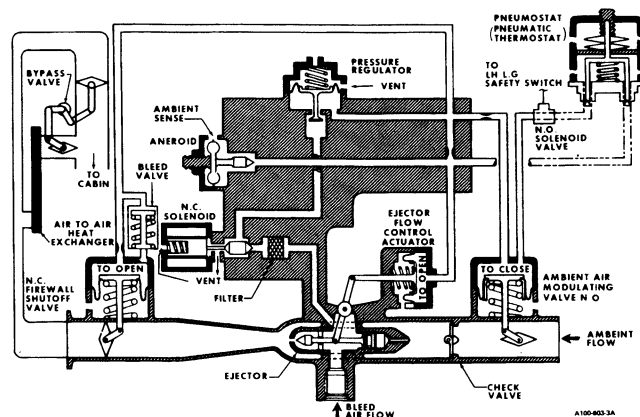 PNEUMOSTAT
(PNEUMATIC
THERMOSTAT)
BYPASS
VALVE
PRESSURE
REGULATOR
VENT
TO
LH L.G
SAFETY SWITCH
AMBIENT
SENSE
ANEROID
N.O.
SOLENOID
VALVE
TO
CABIN
BLEED
VALVE
N.C.
SOLENOID
AIR TO AIR
HEAT
EXCHANGER
EJECTOR
FLOW
CONTROL
ACTUATOR
TO OPEN
TO OPEN
TO CLOSE
VENT
FILTER
N.C.
FIREWALL
SHUTOFF
VALVE
AMBIENT AIR
MODULATING
VALVE N O
AMBEINT
FLOW
EJECTOR
CHECK
VALVE
BLEED
AIR FLOW
A100-803-3A